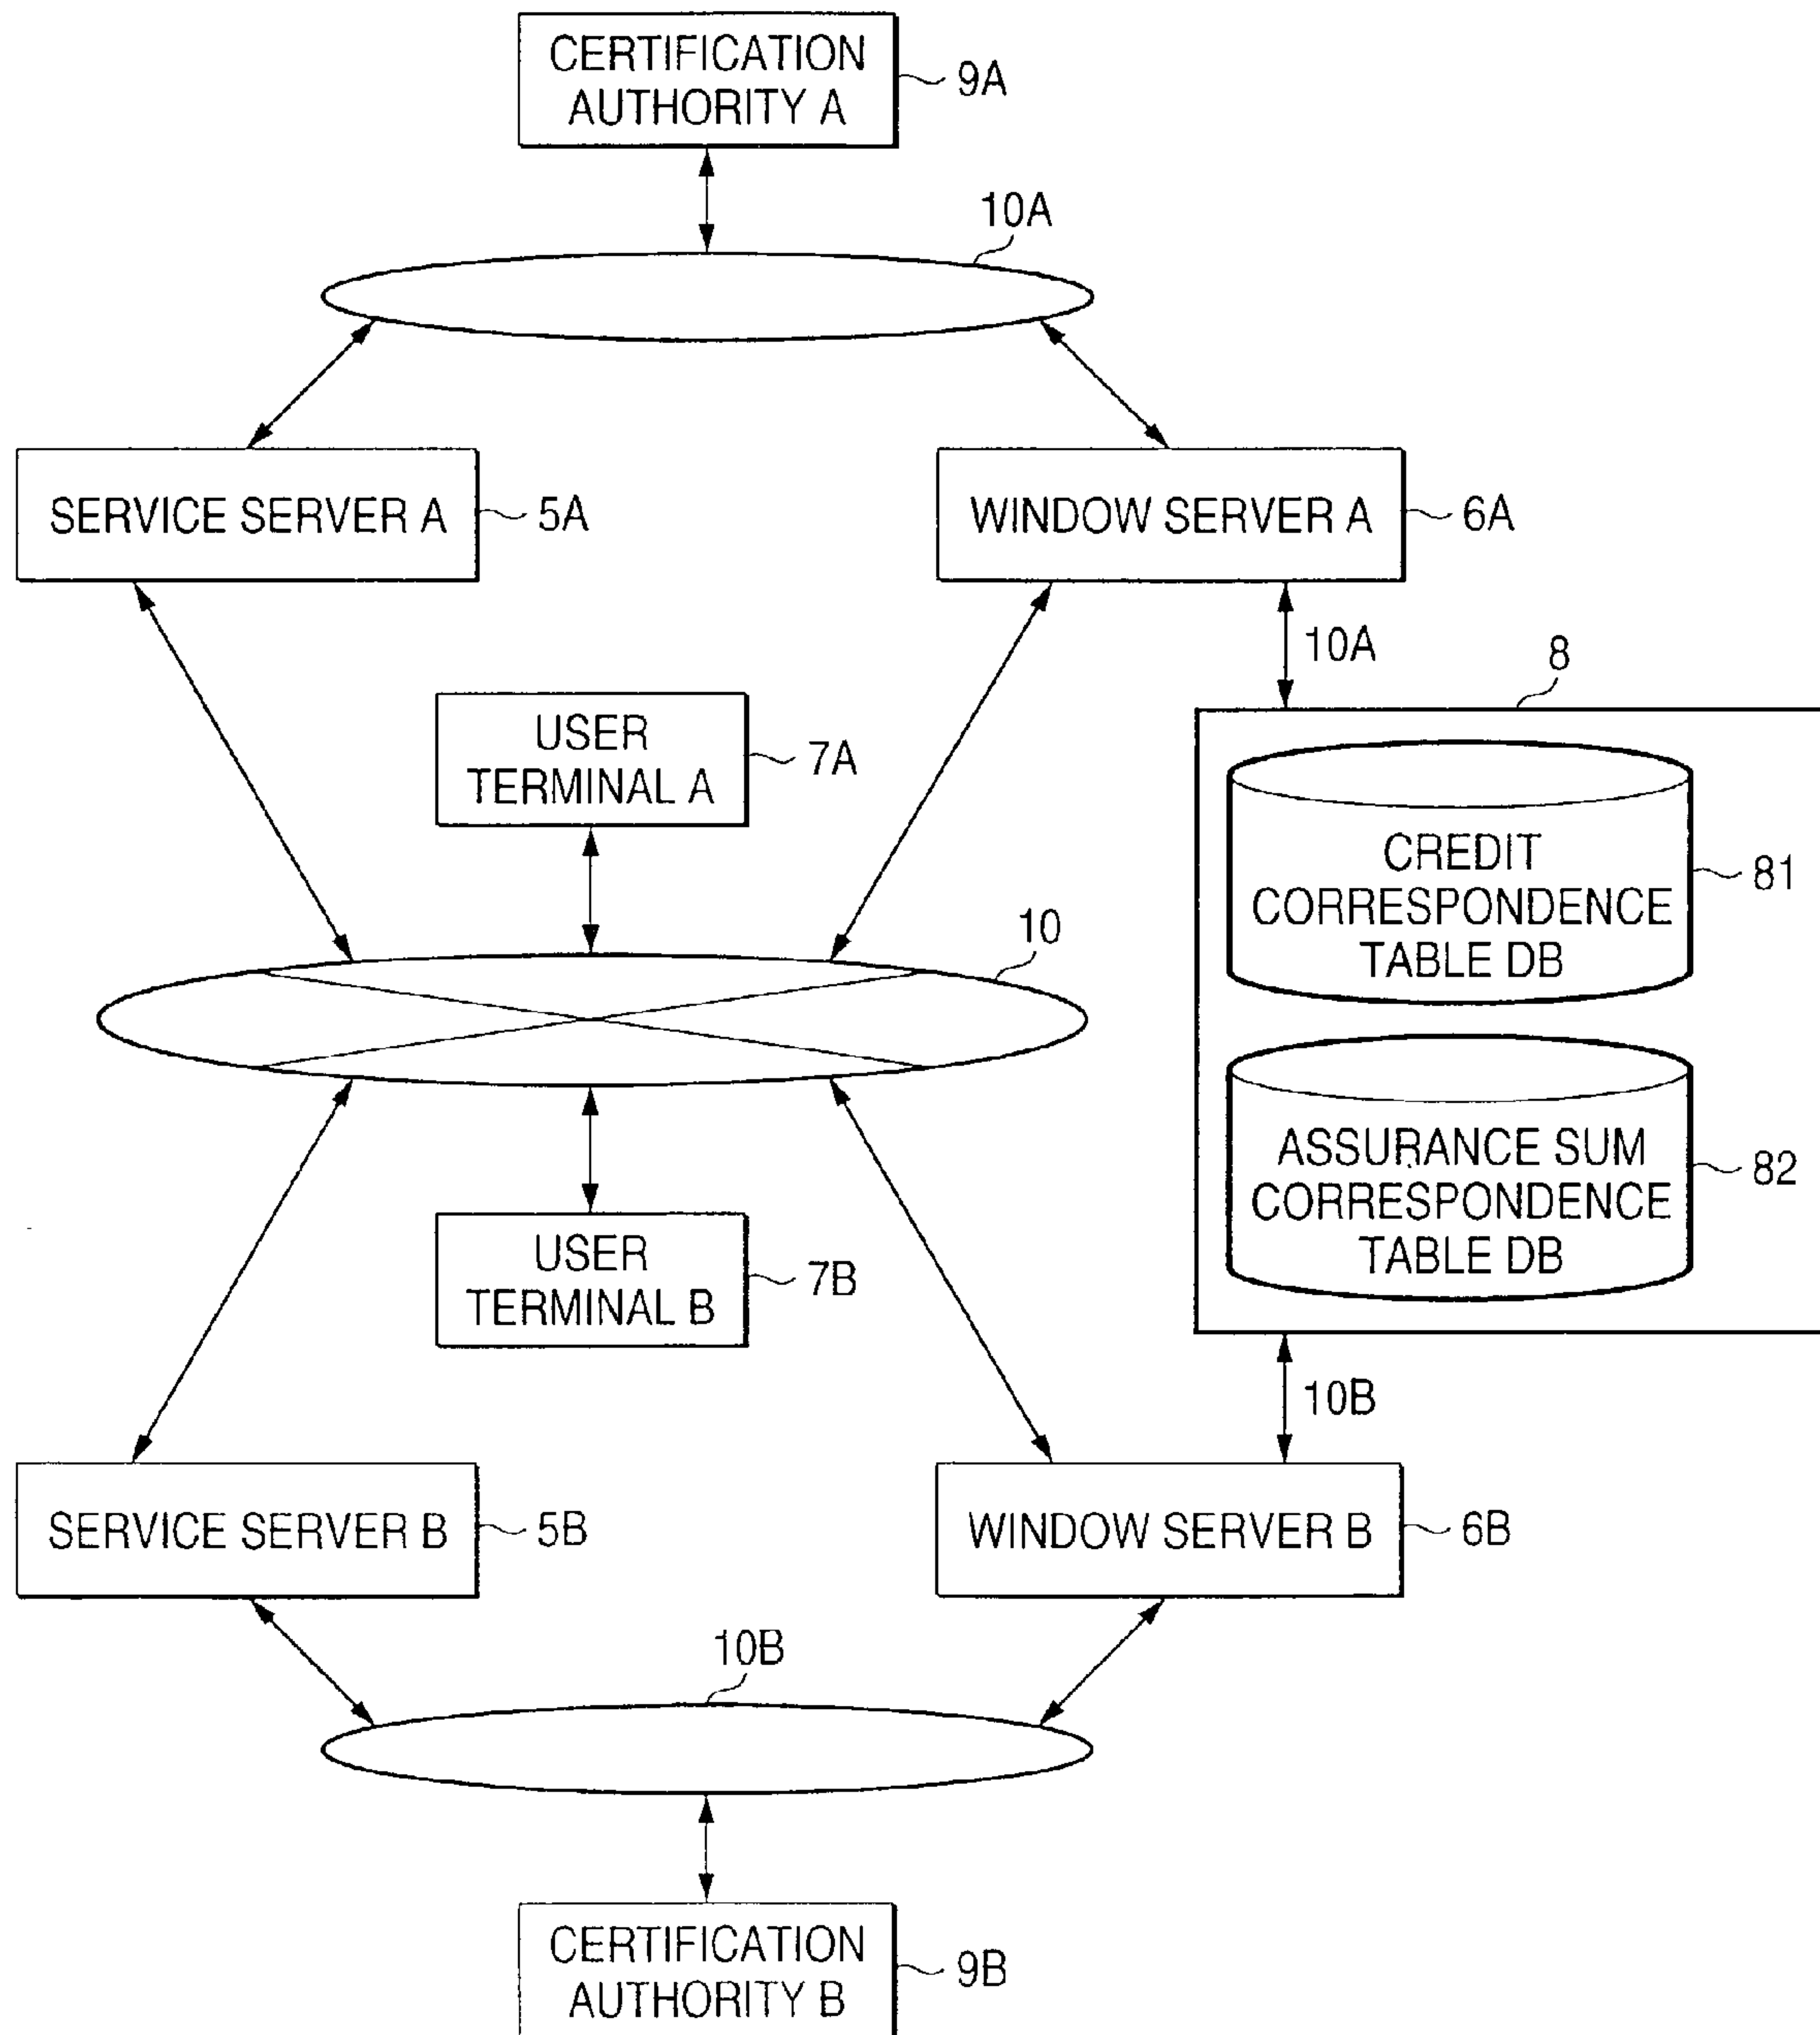 CERTIFICATION
AUTHORITY A
9A
10A
SERVICE SERVER A
5A
WINDOW SERVER A
6A
10A
8
USER
TERMINAL A
7A
CREDIT
CORRESPONDENCE
TABLE DB
81
10
ASSURANCE SUM
CORRESPONDENCE
TABLE DB
82
USER
TERMINAL B
7B
10B
SERVICE SERVER B
5B
WINDOW SERVER B
6B
10B
CERTIFICATION
AUTHORITY B
9B